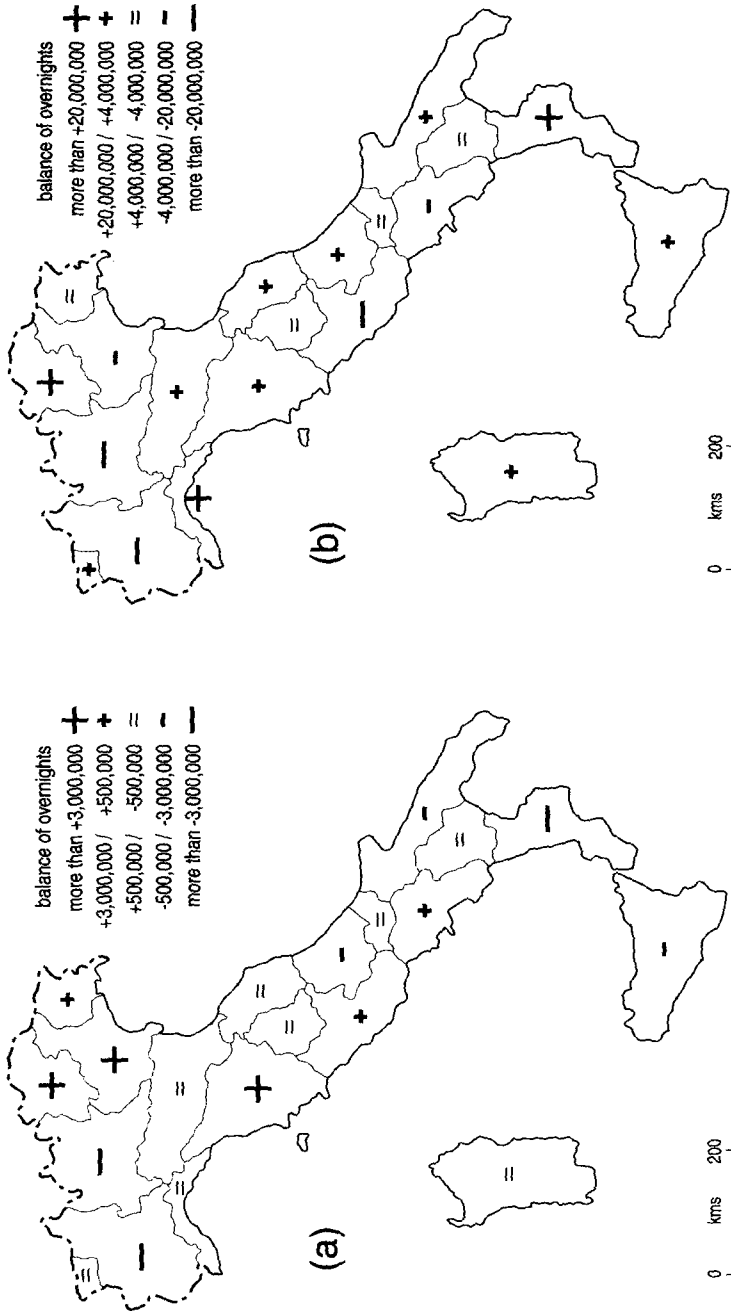 balance of overnights
more than +3,000,000 +
+3,000,000 / +500,000 +
+500,000 / -500,000 =
-500,000 / -3,000,000 -
more than -3,000,000 —
(a)
0 kms 200
balance of overnights
more than +20,000,000 +
+20,000,000 / +4,000,000 +
+4,000,000 / -4,000,000 =
-4,000,000 / -20,000,000 -
more than -20,000,000 —
(b)
0 kms 200